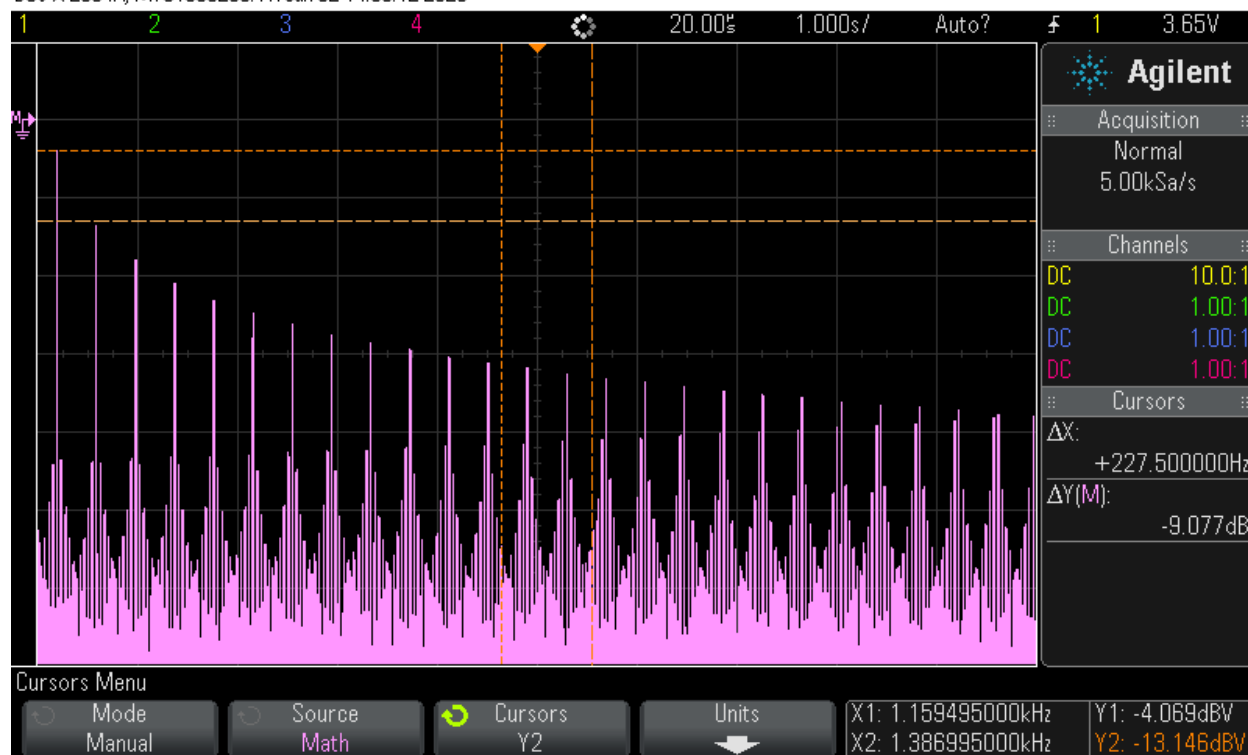 1 2 3 4 20.00s 1.000s/ Auto? 1 3.65V
Agilent
Acquisition
Normal
5.00kSa/s
Channels
DC 10.0:1
DC 1.00:1
DC 1.00:1
DC 1.00:1
Cursors
ΔX:
+227.500000Hz
ΔY(M):
-9.077dB
M
Cursors Menu
Mode
Manual
Source
Math
Cursors
Y2
Units
X1: 1.159495000kHz
X2: 1.386995000kHz
Y1: -4.069dBV
Y2: -13.146dBV